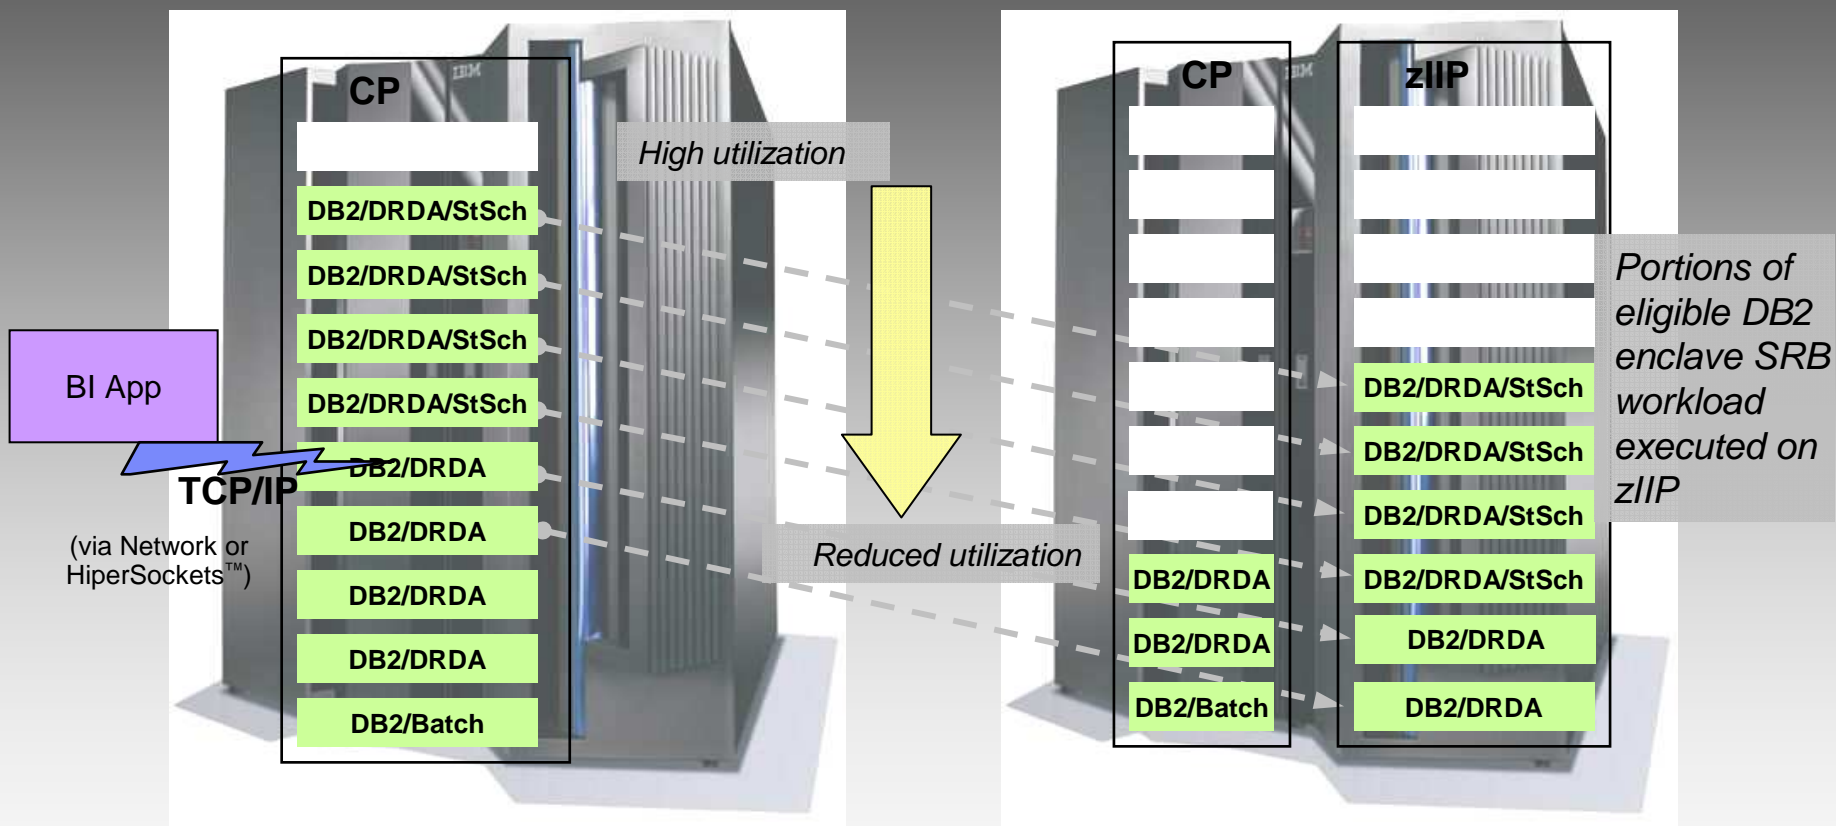 CP
IBM
DB2/DRDA/StSch
DB2/DRDA/StSch
DB2/DRDA/StSch
DB2/DRDA/StSch
DB2/DRDA
DB2/DRDA
DB2/DRDA
DB2/DRDA
DB2/Batch
BI App
TCP/IP
(via Network or
HiperSockets™)
High utilization
Reduced utilization
CP
IBM
DB2/DRDA
DB2/DRDA
DB2/Batch
zIIP
DB2/DRDA/StSch
DB2/DRDA/StSch
DB2/DRDA/StSch
DB2/DRDA/StSch
DB2/DRDA
DB2/DRDA
Portions of
eligible DB2
enclave SRB
workload
executed on
zIIP